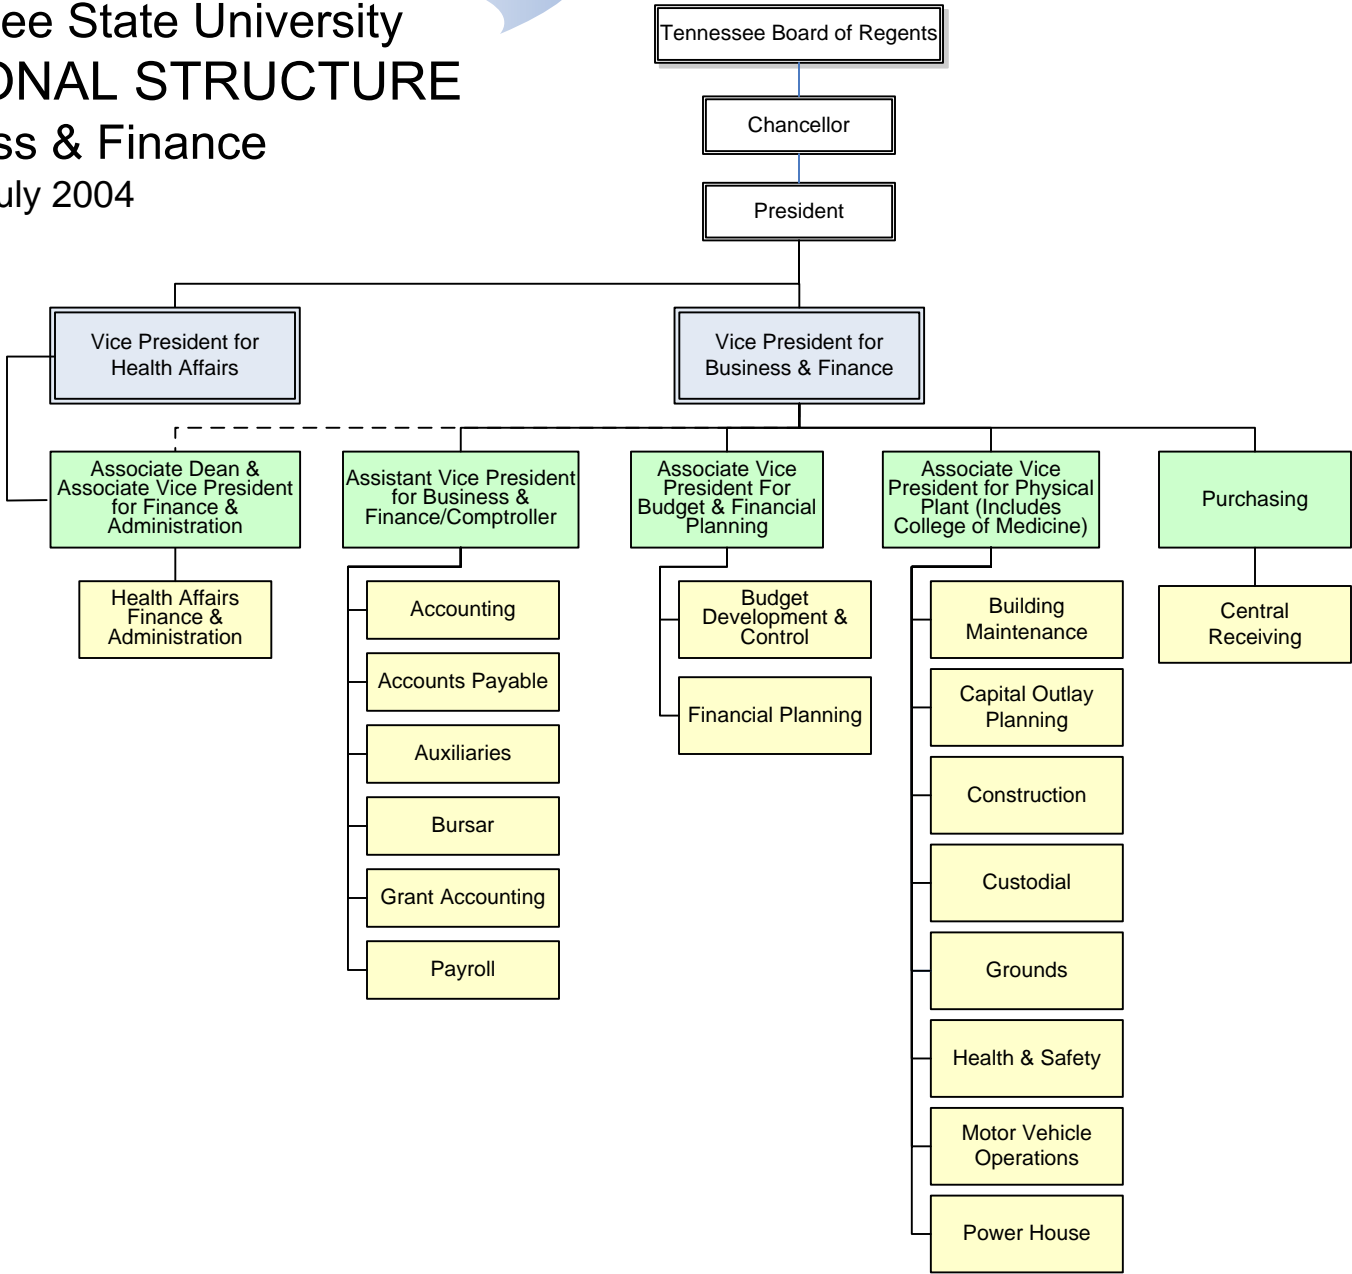 ee State University
ONAL STRUCTURE
ss & Finance
uly 2004
Tennessee Board of Regents
Chancellor
President
Vice President for
Health Affairs
Vice President for
Business & Finance
Associate Dean &
Associate Vice President
for Finance &
Administration
Assistant Vice President
for Business &
Finance/Comptroller
Associate Vice
President For
Budget & Financial
Planning
Associate Vice
President for Physical
Plant (Includes
College of Medicine)
Purchasing
Health Affairs
Finance &
Administration
Accounting
Accounts Payable
Auxiliaries
Bursar
Grant Accounting
Payroll
Budget
Development &
Control
Financial Planning
Building
Maintenance
Capital Outlay
Planning
Construction
Custodial
Grounds
Health & Safety
Motor Vehicle
Operations
Power House
Central
Receiving